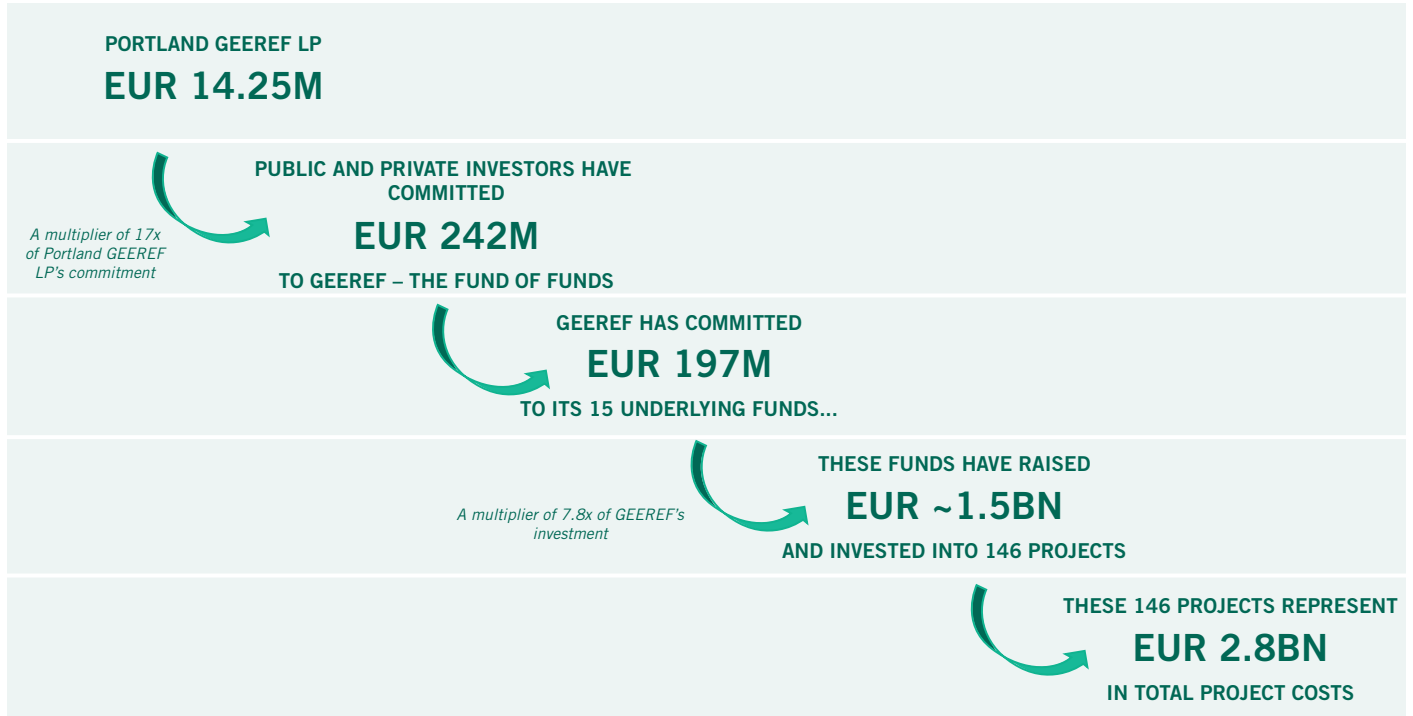 PORTLAND GEEREF LP
EUR 14.25M
PUBLIC AND PRIVATE INVESTORS HAVE
COMMITTED
EUR 242M
TO GEEREF – THE FUND OF FUNDS
A multiplier of 17x
of Portland GEEREF
LP's commitment
GEEREF HAS COMMITTED
EUR 197M
TO ITS 15 UNDERLYING FUNDS...
THESE FUNDS HAVE RAISED
EUR ~1.5BN
AND INVESTED INTO 146 PROJECTS
A multiplier of 7.8x of GEEREF's
investment
THESE 146 PROJECTS REPRESENT
EUR 2.8BN
IN TOTAL PROJECT COSTS